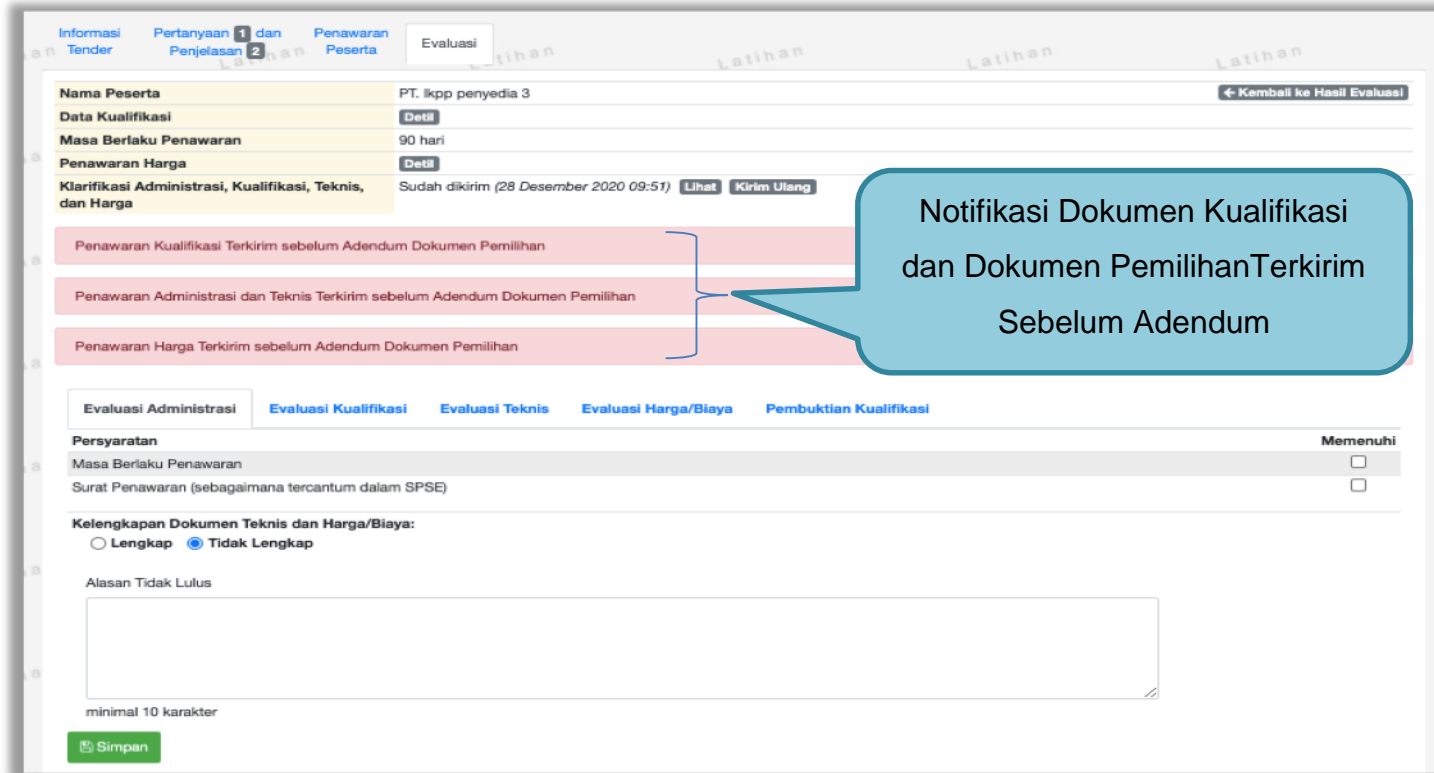 Informasi Tender
Pertanyaan 1 dan Penjelasan 2
Penawaran Peserta
Evaluasi
Latihan Latihan Latihan Latihan Latihan
Nama Peserta PT. lkpp penyedia 3 ← Kembali ke Hasil Evaluasi
Data Kualifikasi Detil
Masa Berlaku Penawaran 90 hari
Penawaran Harga Detil
Klarifikasi Administrasi, Kualifikasi, Teknis, Sudah dikirim (28 Desember 2020 09:51) Lihat Kirim Ulang
dan Harga
Notifikasi Dokumen Kualifikasi
dan Dokumen PemilihanTerkirim
Sebelum Adendum
Penawaran Kualifikasi Terkirim sebelum Adendum Dokumen Pemilihan
Penawaran Administrasi dan Teknis Terkirim sebelum Adendum Dokumen Pemilihan
Penawaran Harga Terkirim sebelum Adendum Dokumen Pemilihan
Evaluasi Administrasi Evaluasi Kualifikasi Evaluasi Teknis Evaluasi Harga/Biaya Pembuktian Kualifikasi
Persyaratan Memenuhi
Masa Berlaku Penawaran
Surat Penawaran (sebagaimana tercantum dalam SPSE)
Kelengkapan Dokumen Teknis dan Harga/Biaya:
Lengkap Tidak Lengkap
Alasan Tidak Lulus
minimal 10 karakter
Simpan